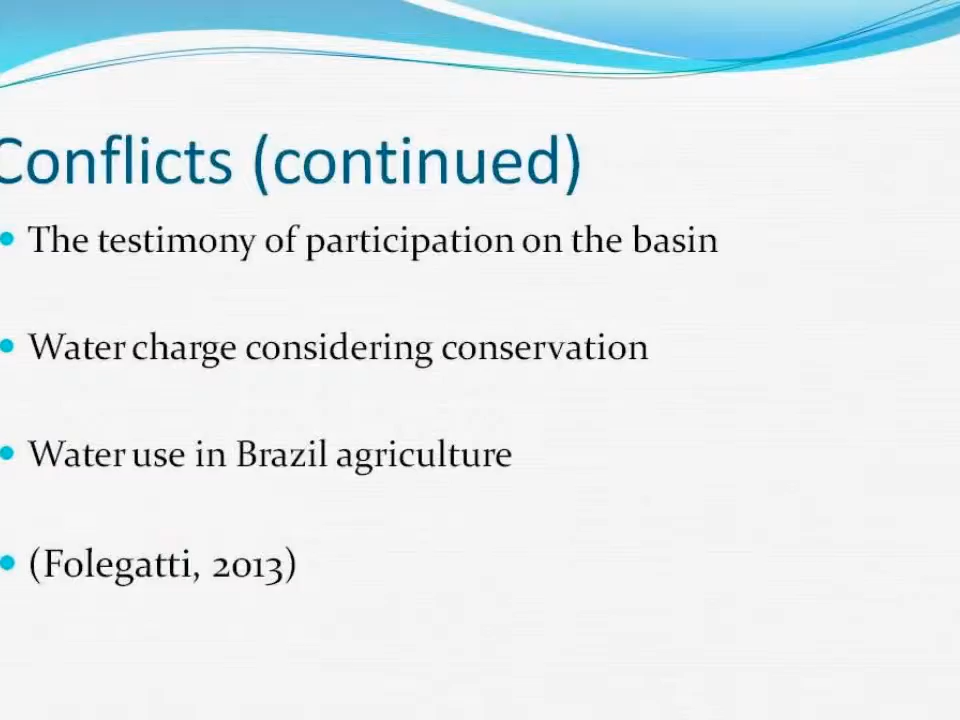 Conflicts (continued)
• The testimony of participation on the basin
• Water charge considering conservation
• Water use in Brazil agriculture
• (Folegatti, 2013)